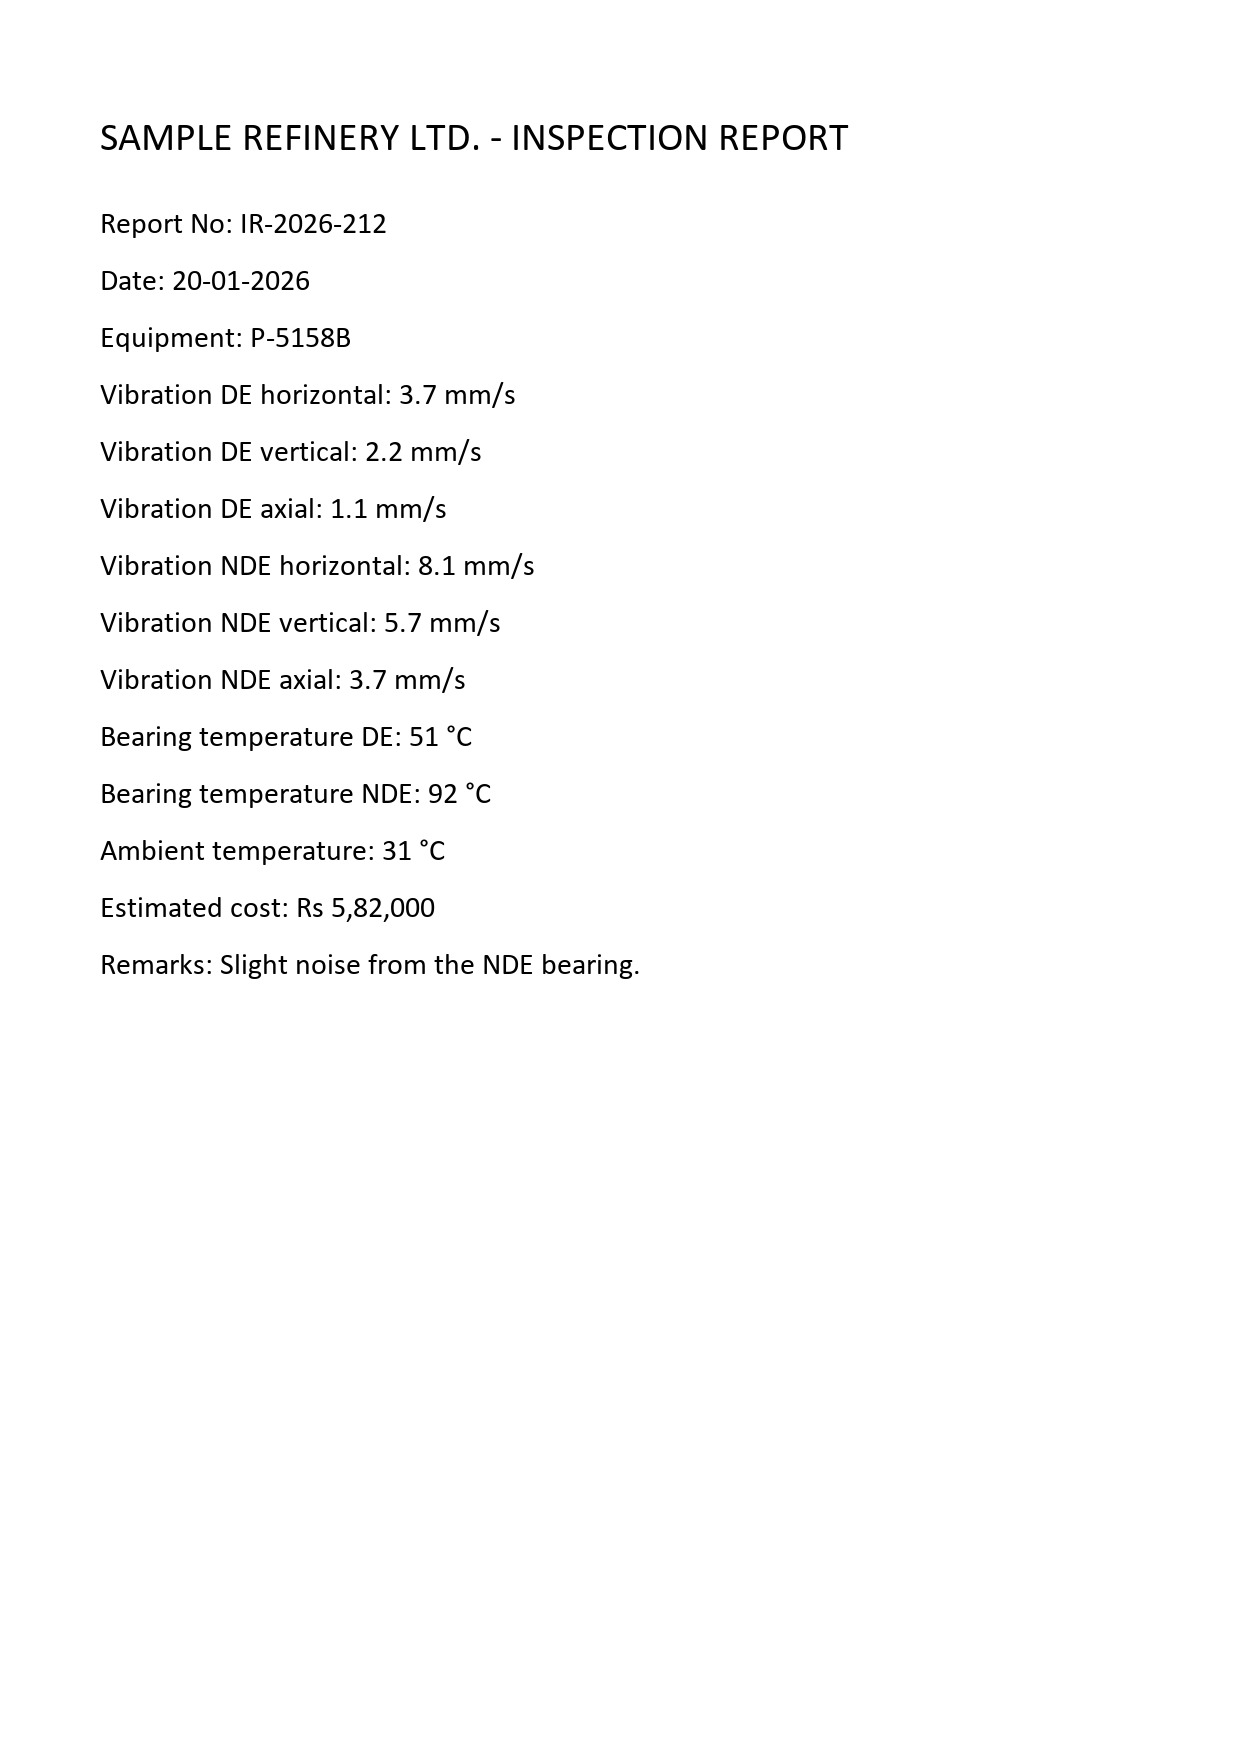 SAMPLE REFINERY LTD. - INSPECTION REPORT
Report No: IR-2026-212
Date: 20-01-2026
Equipment: P-5158B
Vibration DE horizontal: 3.7 mm/s
Vibration DE vertical: 2.2 mm/s
Vibration DE axial: 1.1 mm/s
Vibration NDE horizontal: 8.1 mm/s
Vibration NDE vertical: 5.7 mm/s
Vibration NDE axial: 3.7 mm/s
Bearing temperature DE: 51 °C
Bearing temperature NDE: 92 °C
Ambient temperature: 31 °C
Estimated cost: Rs 5,82,000
Remarks: Slight noise from the NDE bearing.